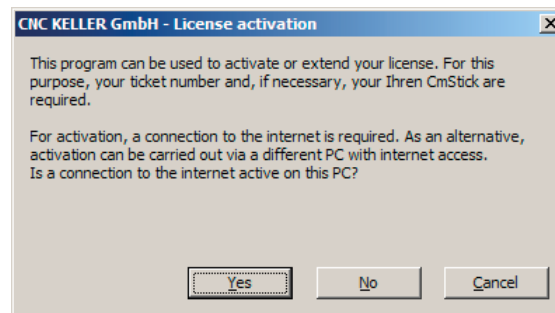 CNC KELLER GmbH - License activation
This program can be used to activate or extend your license. For this
purpose, your ticket number and, if necessary, your Ihren CmStick are
required.
For activation, a connection to the internet is required. As an alternative,
activation can be carried out via a different PC with internet access.
Is a connection to the internet active on this PC?
Yes No Cancel